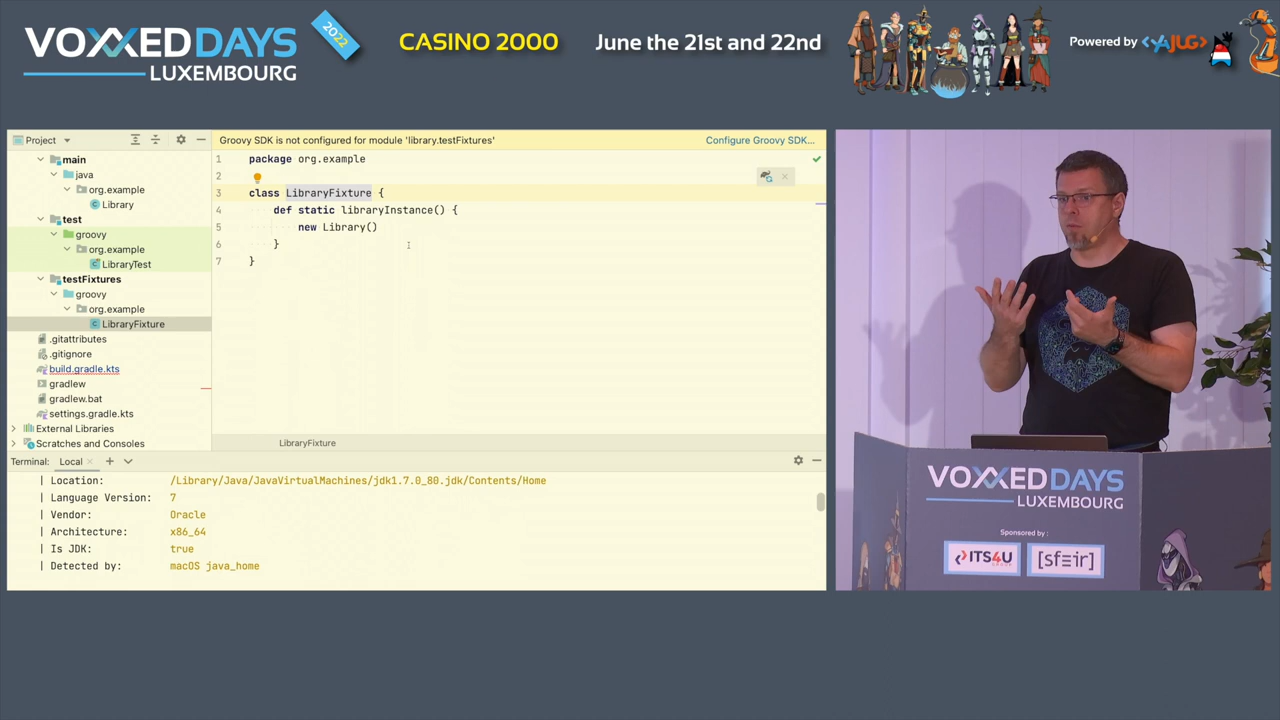 VOXXEDDAYS
LUXEMBOURG
2022
CASINO 2000
June the 21st and 22nd
Powered by <YAJUG>
Project
main
java
org.example
Library
test
groovy
org.example
LibraryTest
testFixtures
groovy
org.example
LibraryFixture
.gitattributes
.gitignore
build.gradle.kts
gradlew
gradlew.bat
settings.gradle.kts
External Libraries
Scratches and Consoles
Groovy SDK is not configured for module 'library.testFixtures'
Configure Groovy SDK...
1 package org.example
2
3 class LibraryFixture {
4 def static libraryInstance() {
5 new Library()
6 }
7 }
LibraryFixture
Terminal: Local
| Location: /Library/Java/JavaVirtualMachines/jdk1.7.0_80.jdk/Contents/Home
| Language Version: 7
| Vendor: Oracle
| Architecture: x86_64
| Is JDK: true
| Detected by: macOS java_home
VOXXEDDAYS
LUXEMBOURG
Sponsored by :
ITS4U
[sfeir]